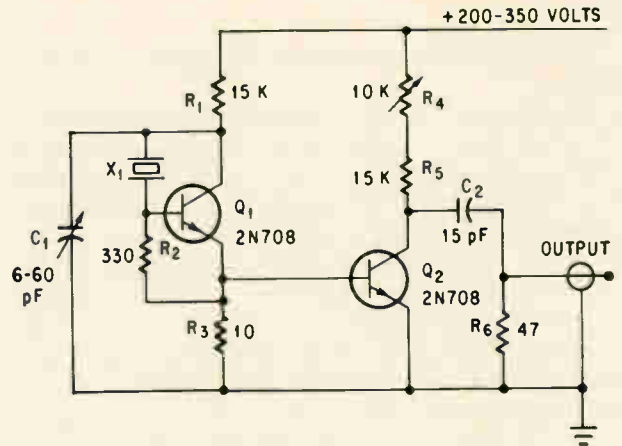 +200-350 VOLTS
R1 15 K
10 K R4
X1
R5
15 K
C2
15 pF
C1
6-60
pF
Q1
2N708
R2
330
OUTPUT
Q2
2N708
R3 10
R6 47